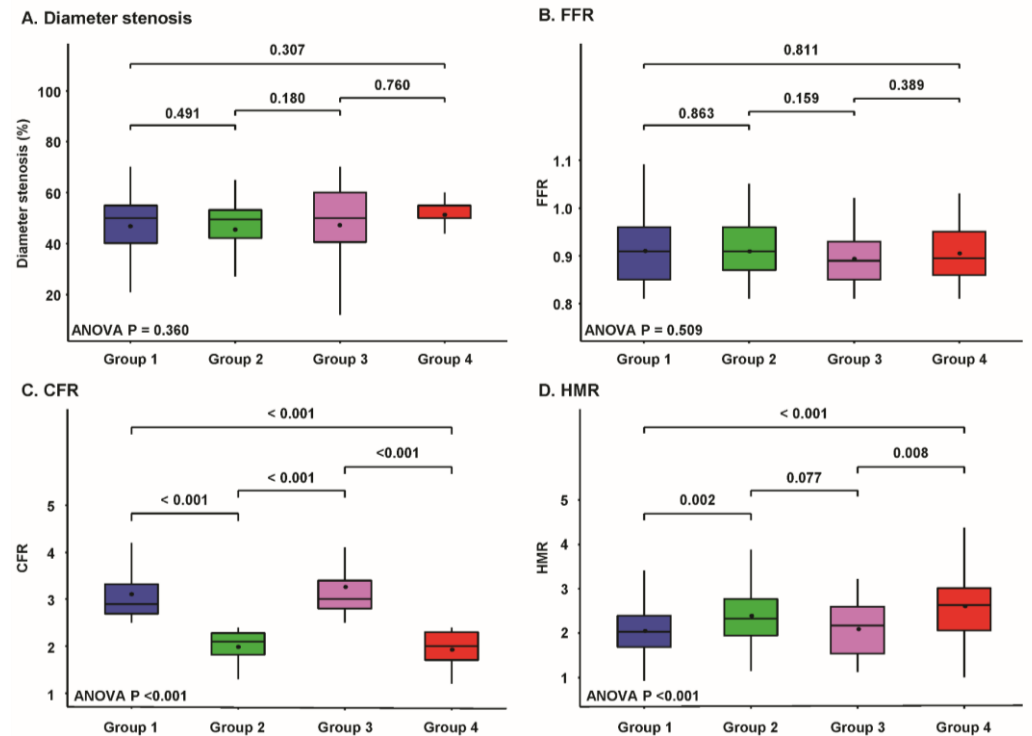 A. Diameter stenosis
0.307
0.760
0.180
0.491
Diameter stenosis (%)
100
80
60
40
20
ANOVA P = 0.360
Group 1 Group 2 Group 3 Group 4
B. FFR
0.811
0.389
0.159
0.863
FFR
1.1
1.0
0.9
0.8
ANOVA P = 0.509
Group 1 Group 2 Group 3 Group 4
C. CFR
< 0.001
<0.001
< 0.001
< 0.001
CFR
5
4
3
2
1
ANOVA P <0.001
Group 1 Group 2 Group 3 Group 4
D. HMR
<0.001
0.008
0.077
0.002
HMR
5
4
3
2
1
ANOVA P <0.001
Group 1 Group 2 Group 3 Group 4